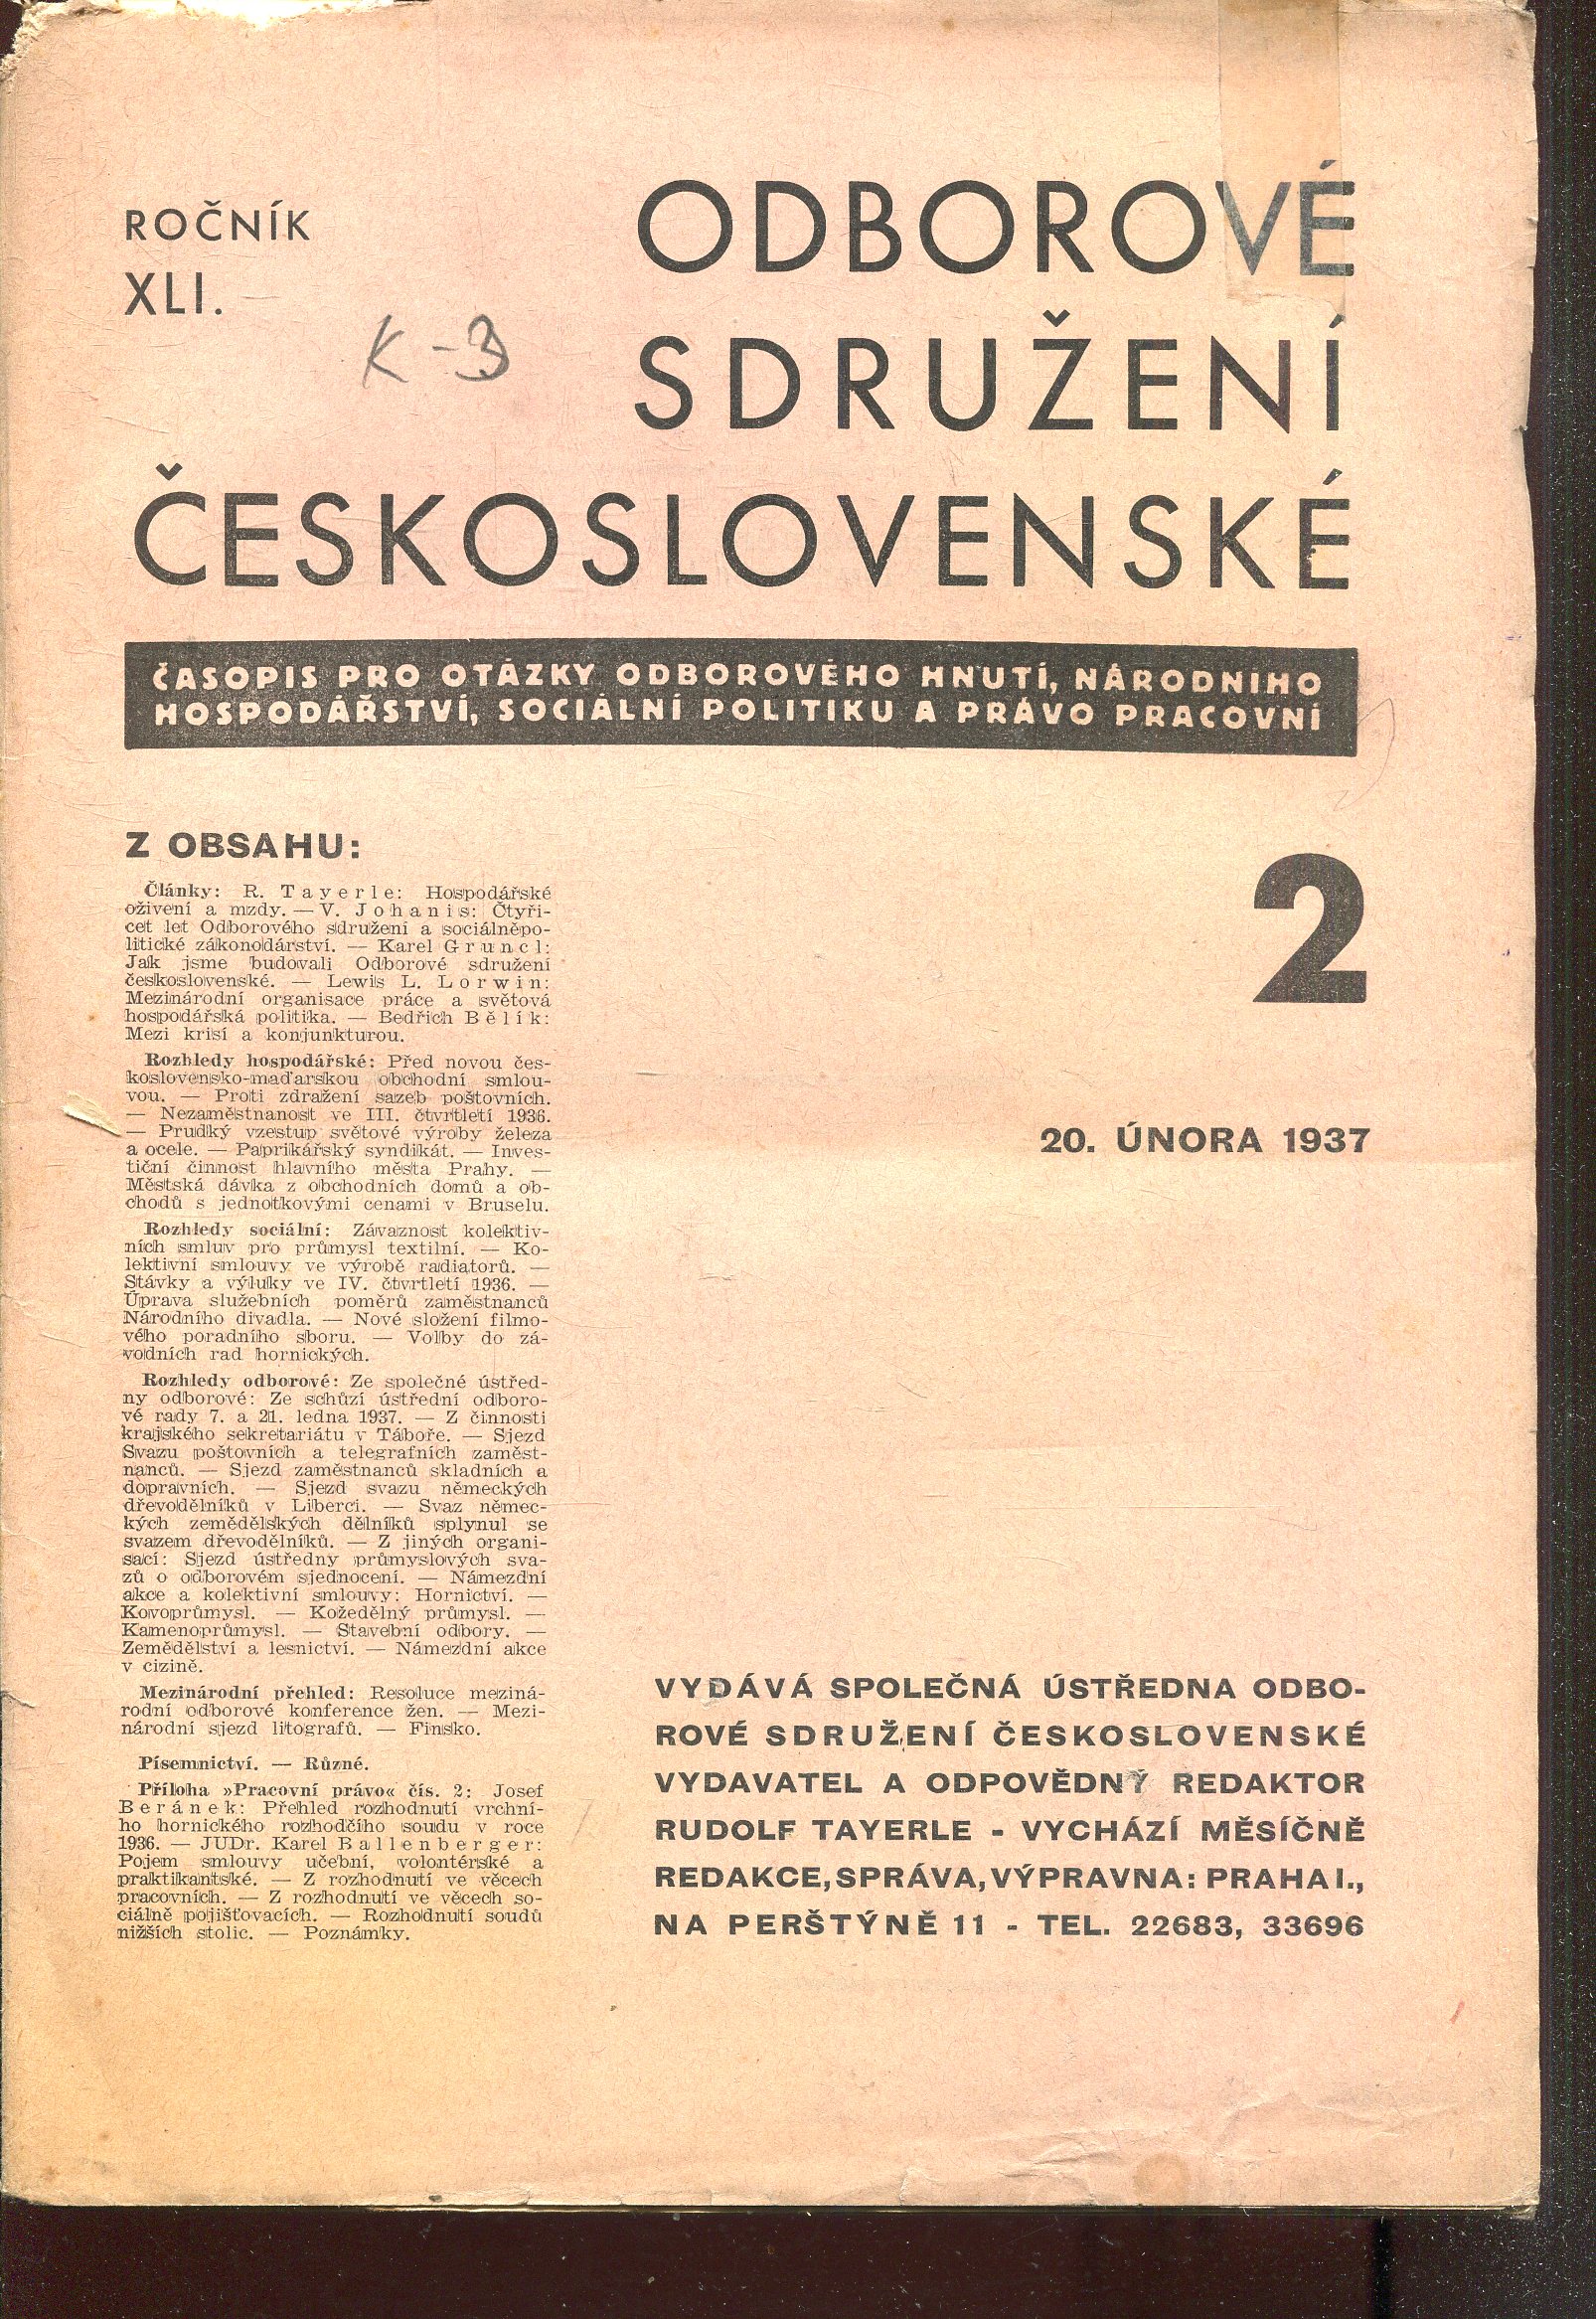 ROČNÍK
XLI.
K-3
ODBOROVÉ
SDRUŽENÍ
ČESKOSLOVENSKÉ
ČASOPIS PRO OTÁZKY ODBOROVÉHO HNUTÍ, NÁRODNÍHO
HOSPODÁŘSTVÍ, SOCIÁLNÍ POLITIKU A PRÁVO PRACOVNÍ
Z OBSAHU:
Články: R. Tayerle: Hospodářské
oživení a mzdy. — V. Johanis: Čtyři-
cet let Odborového sdružení a sociálněpo-
litické zákonodárství. — Karel Gruncl:
Jak jsme budovali Odborové sdružení
československé. — Lewis L. Lorwin:
Mezinárodní organisace práce a světová
hospodářská politika. — Bedřich Bělík:
Mezi krisí a konjunkturou.
Rozhledy hospodářské: Před novou čes-
koslovensko-maďarskou obchodní smlou-
vou. — Proti zdražení sazeb poštovních.
— Nezaměstnanost ve III. čtvrtletí 1936.
— Prudký vzestup světové výroby železa
a ocele. — Paprikářský syndikát. — Inves-
tiční činnost hlavního města Prahy. —
Městská dávka z obchodních domů a ob-
chodů s jednotkovými cenami v Bruselu.
Rozhledy sociální: Závaznost kolektiv-
ních smluv pro průmysl textilní. — Ko-
lektivní smlouvy ve výrobě radiatorů. —
Stávky a výluky ve IV. čtvrtletí 1936. —
Úprava služebních poměrů zaměstnanců
Národního divadla. — Nové složení filmo-
vého poradního sboru. — Volby do zá-
vodních rad hornických.
Rozhledy odborové: Ze společné ústřed-
ny odborové: Ze schůzí ústřední odboro-
vé rady 7. a 21. ledna 1937. — Z činnosti
krajského sekretariátu v Táboře. — Sjezd
Svazu poštovních a telegrafních zaměst-
nanců. — Sjezd zaměstnanců skladních a
dopravních. — Sjezd svazu německých
dřevodělníků v Liberci. — Svaz němec-
kých zemědělských dělníků splynul se
svazem dřevodělníků. — Z jiných organi-
sací: Sjezd ústředny průmyslových sva-
zů o odborovém sjednocení. — Námezdní
akce a kolektivní smlouvy: Hornictví. —
Kovoprůmysl. — Kožedělný průmysl. —
Kamenoprůmysl. — Stavební odbory. —
Zemědělství a lesnictví. — Námezdní akce
v cizině.
Mezinárodní přehled: Resoluce meziná-
rodní odborové konference žen. — Mezi-
národní sjezd litografů. — Finsko.
Písemnictví. — Různé.
Příloha »Pracovní právo« čís. 2: Josef
Beránek: Přehled rozhodnutí vrchní-
ho hornického rozhodčího soudu v roce
1936. — JUDr. Karel Ballenberger:
Pojem smlouvy učební, volontérské a
praktikantské. — Z rozhodnutí ve věcech
pracovních. — Z rozhodnutí ve věcech so-
ciálně pojišťovacích. — Rozhodnutí soudů
nižších stolic. — Poznámky.
2
20. ÚNORA 1937
VYDÁVÁ SPOLEČNÁ ÚSTŘEDNA ODBO-
ROVÉ SDRUŽENÍ ČESKOSLOVENSKÉ
VYDAVATEL A ODPOVĚDNÝ REDAKTOR
RUDOLF TAYERLE - VYCHÁZÍ MĚSÍČNĚ
REDAKCE, SPRÁVA, VÝPRAVNA: PRAHA I.,
NA PERŠTÝNĚ 11 - TEL. 22683, 33696